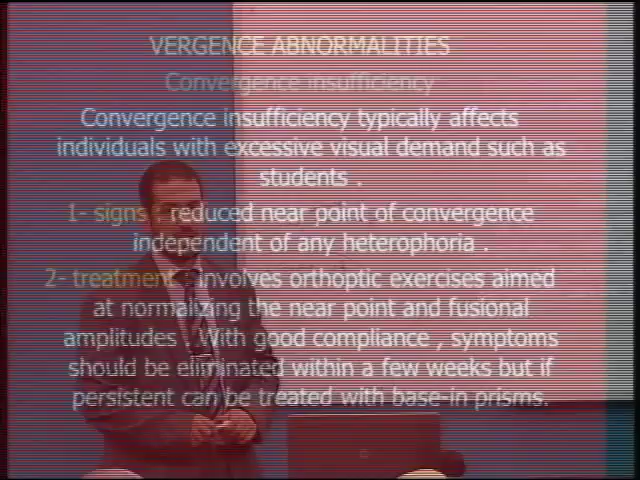 VERGENCE ABNORMALITIES
Convergence insufficiency
Convergence insufficiency typically affects
individuals with excessive visual demand such as
students .
1- signs : reduced near point of convergence
independent of any heterophoria .
2- treatment : involves orthoptic exercises aimed
at normalizing the near point and fusional
amplitudes . With good compliance , symptoms
should be eliminated within a few weeks but if
persistent can be treated with base-in prisms.